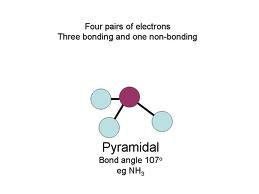 Four pairs of electrons
Three bonding and one non-bonding
Pyramidal
Bond angle 107°
eg NH₃